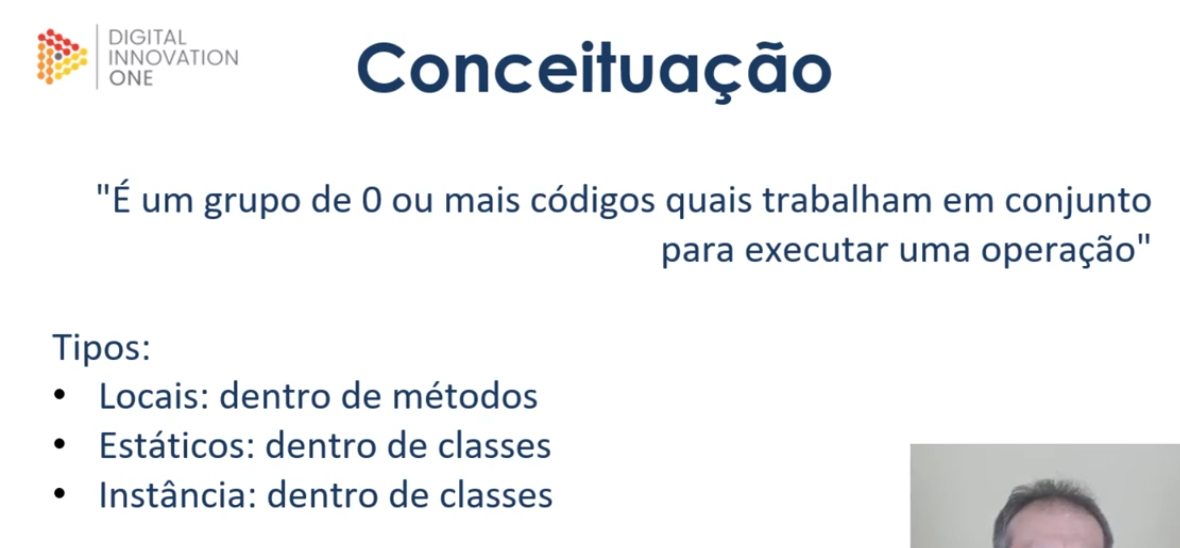 DIGITAL
INNOVATION
ONE
Conceituação
"É um grupo de 0 ou mais códigos quais trabalham em conjunto
para executar uma operação"
Tipos:
• Locais: dentro de métodos
• Estáticos: dentro de classes
• Instância: dentro de classes